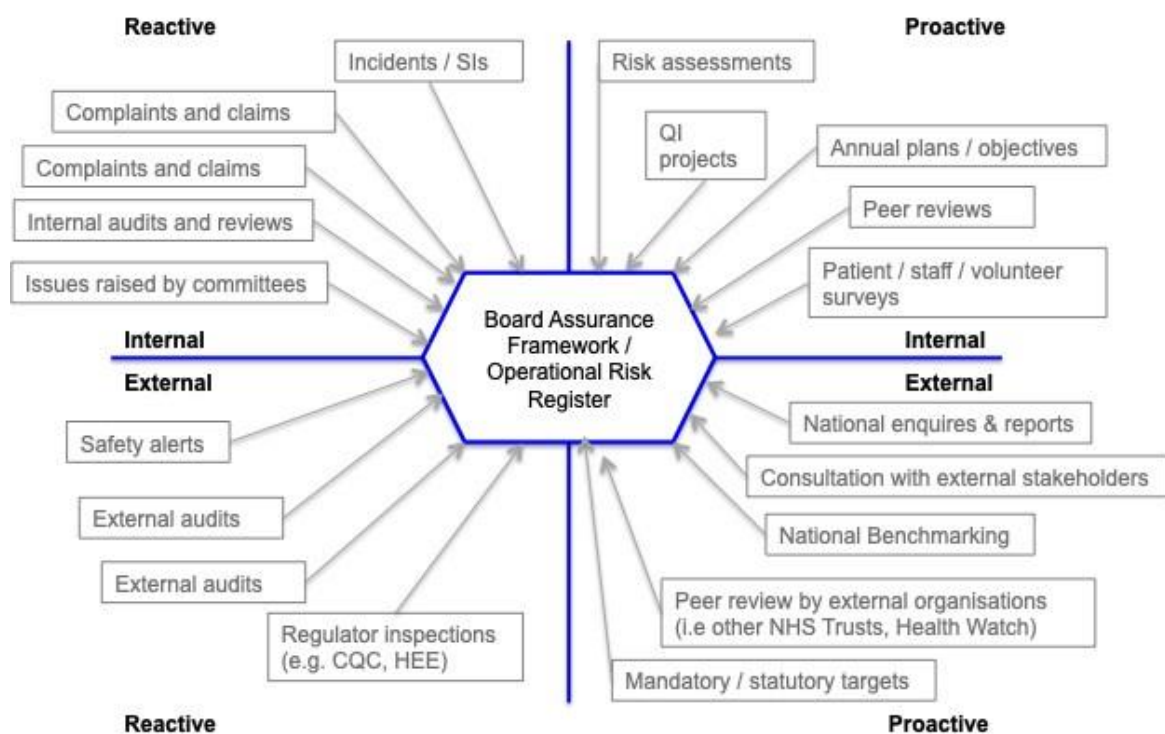 Reactive
Proactive
Incidents / SIs
Risk assessments
Complaints and claims
QI
projects
Annual plans / objectives
Complaints and claims
Internal audits and reviews
Peer reviews
Issues raised by committees
Patient / staff / volunteer
surveys
Board Assurance
Framework /
Operational Risk
Register
Internal
Internal
External
External
Safety alerts
National enquires & reports
Consultation with external stakeholders
External audits
National Benchmarking
External audits
Peer review by external organisations
(i.e other NHS Trusts, Health Watch)
Regulator inspections
(e.g. CQC, HEE)
Mandatory / statutory targets
Reactive
Proactive